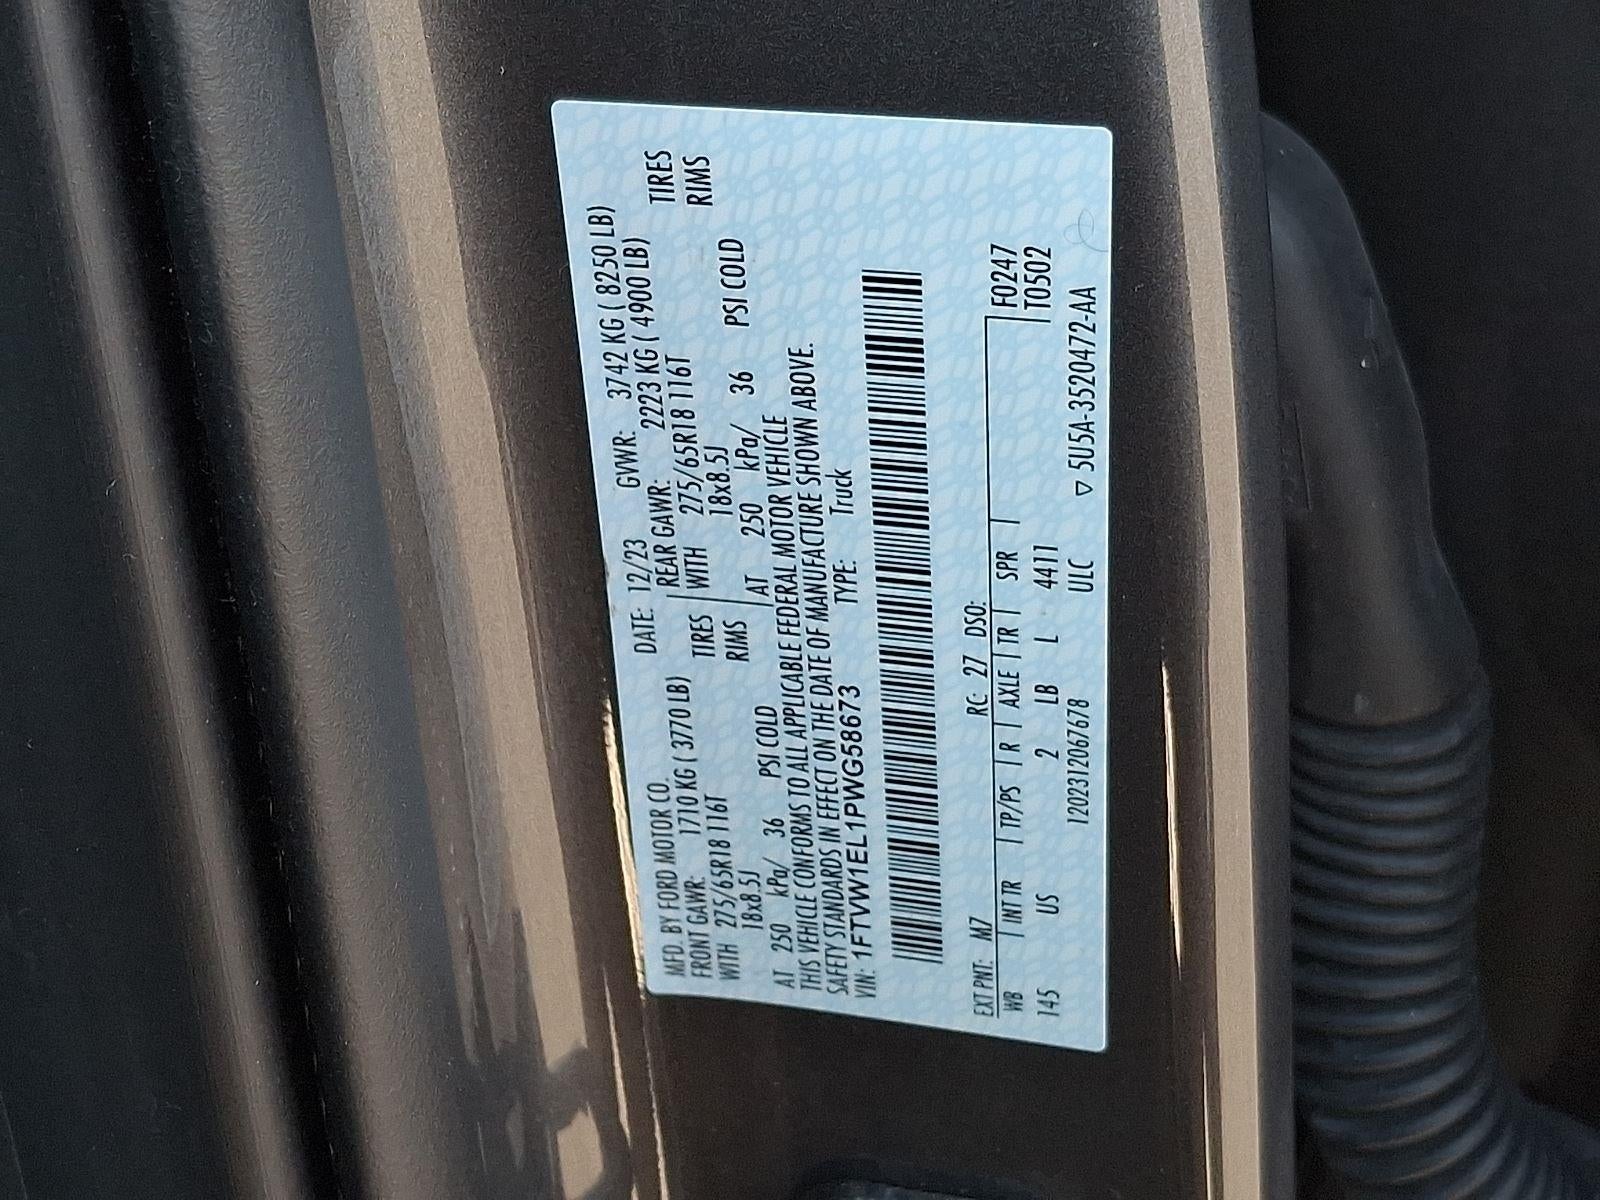 MFD. BY FORD MOTOR CO. DATE: 12/23 GVWR: 3742 KG ( 8250 LB)
FRONT GAWR: 1710 KG ( 3770 LB) REAR GAWR: 2223 KG ( 4900 LB)
WITH 275/65R18 116T TIRES WITH 275/65R18 116T TIRES
18x8.5J RIMS 18x8.5J RIMS
AT 250 kPa/ 36 PSI COLD AT 250 kPa/ 36 PSI COLD
THIS VEHICLE CONFORMS TO ALL APPLICABLE FEDERAL MOTOR VEHICLE
SAFETY STANDARDS IN EFFECT ON THE DATE OF MANUFACTURE SHOWN ABOVE.
VIN: 1FTVW1EL1PWG58673 TYPE: Truck
EXT PNT: M7 RC: 27 DSO:
WB INT TR TP/PS R AXLE TR SPR F0247
145 US 2 LB L 4411 T0502
1202312067678 ULC ▽ 5U5A-3520472-AA